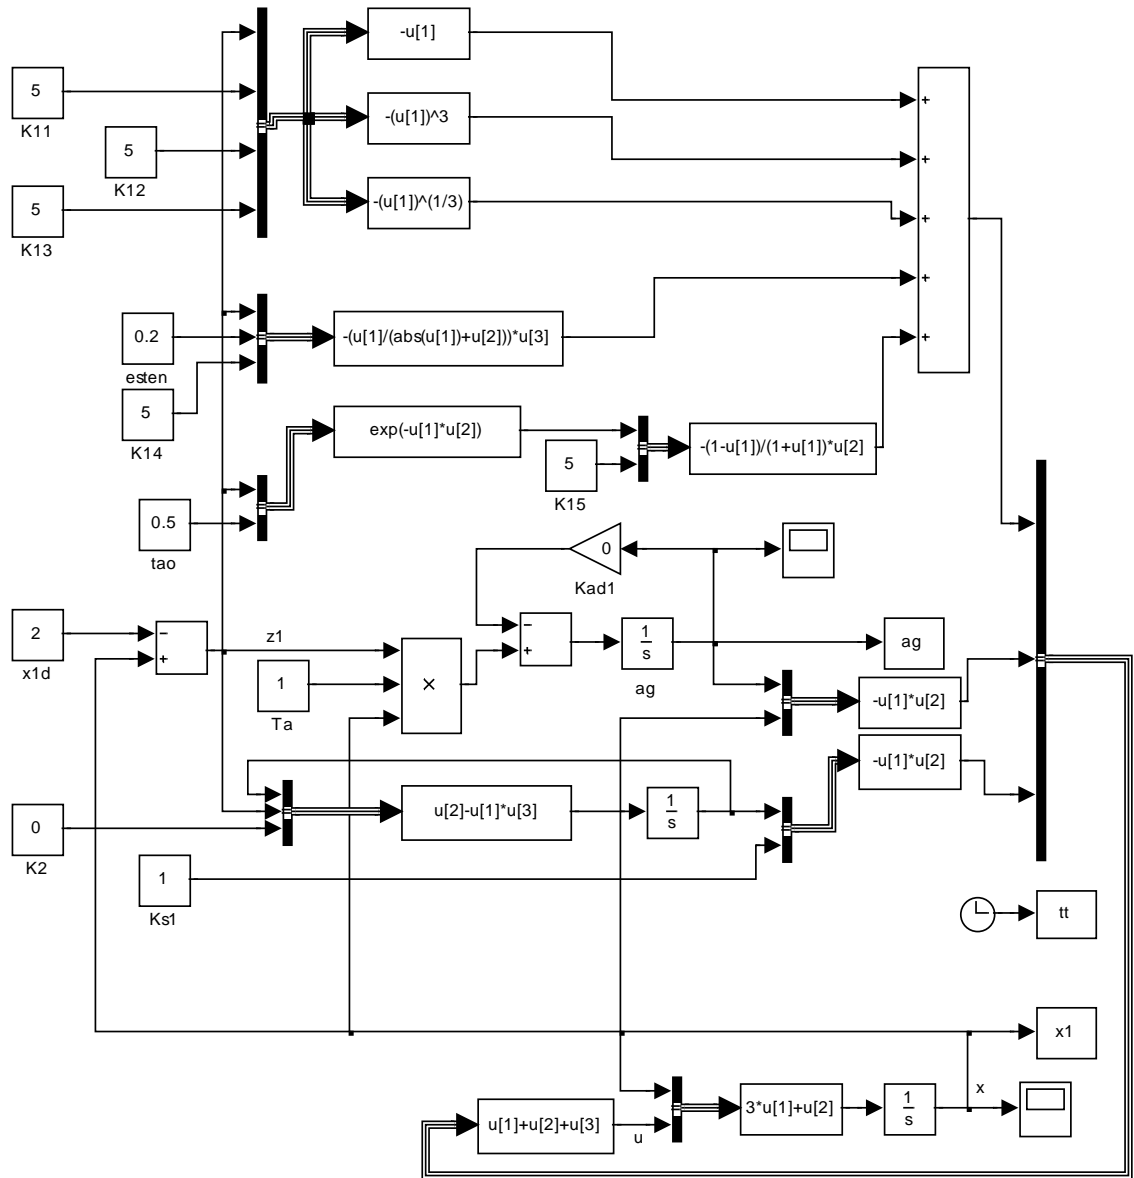 -u[1]
+
5
K11
-(u[1])^3
+
5
K12
5
K13
-(u[1])^(1/3)
+
+
0.2
esten
-(u[1]/(abs(u[1])+u[2]))*u[3]
+
5
K14
exp(-u[1]*u[2])
5
K15
-(1-u[1])/(1+u[1])*u[2]
0.5
tao
0
Kad1
2
x1d
−
+
z1
1
Ta
×
−
+
1
s
ag
ag
-u[1]*u[2]
-u[1]*u[2]
0
K2
u[2]-u[1]*u[3]
1
s
1
Ks1
tt
x1
u[1]+u[2]+u[3]
u
3*u[1]+u[2]
1
s
x